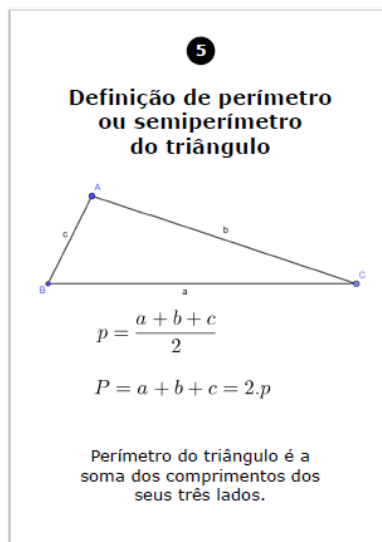 5
Definição de perímetro
ou semiperímetro
do triângulo
A
c
b
B
a
C
p = \frac{a + b + c}{2}
P = a + b + c = 2.p
Perímetro do triângulo é a
soma dos comprimentos dos
seus três lados.